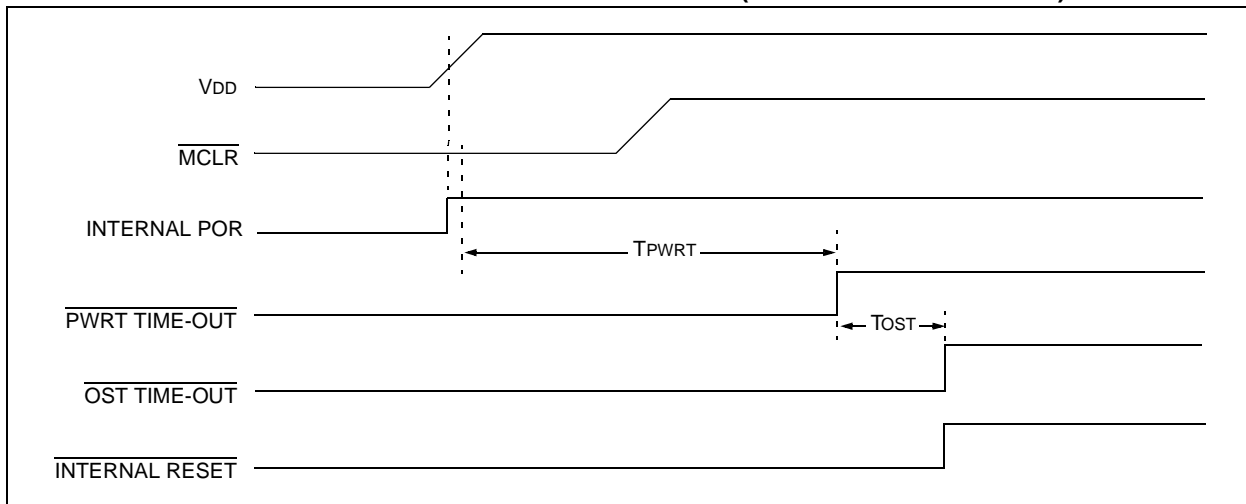 VDD
MCLR
INTERNAL POR
TPWRT
PWRT TIME-OUT
TOST
OST TIME-OUT
INTERNAL RESET